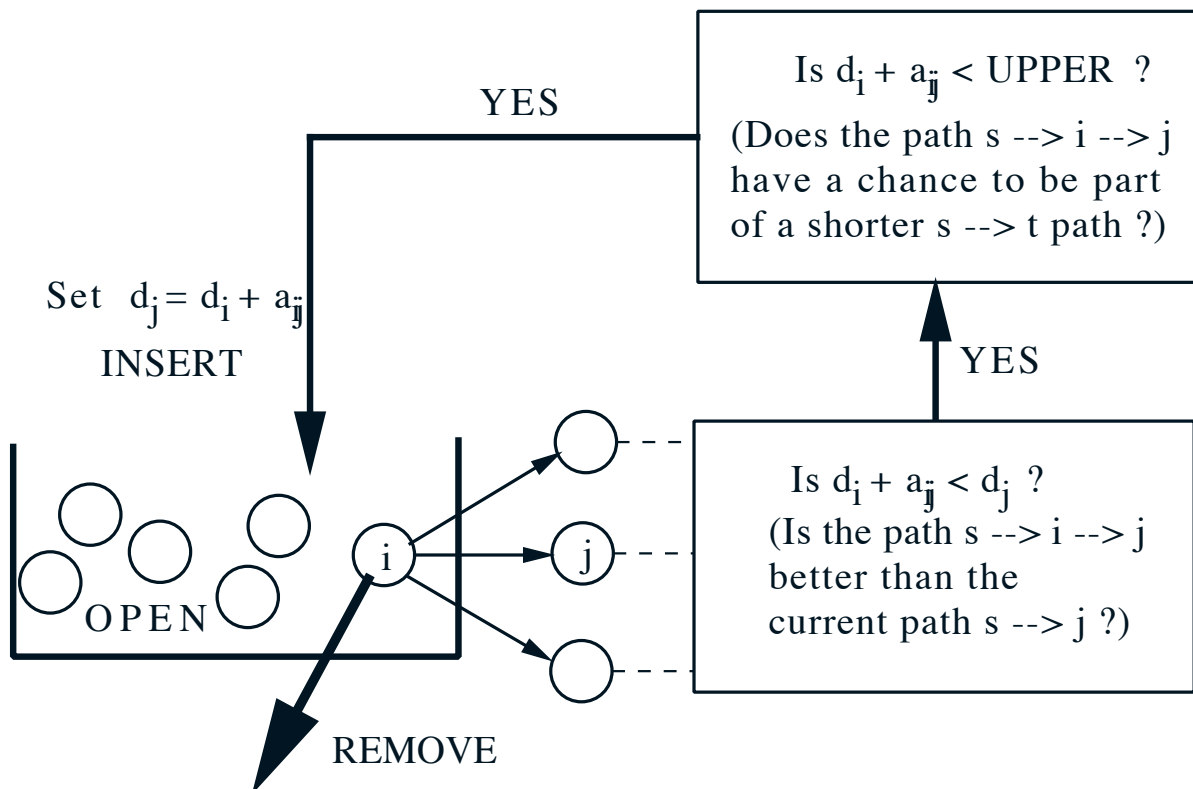 Is d_i + a_ij < UPPER ?
(Does the path s --> i --> j
have a chance to be part
of a shorter s --> t path ?)
YES
Set d_j = d_i + a_ij
INSERT
YES
Is d_i + a_ij < d_j ?
(Is the path s --> i --> j
better than the
current path s --> j ?)
i
j
OPEN
REMOVE